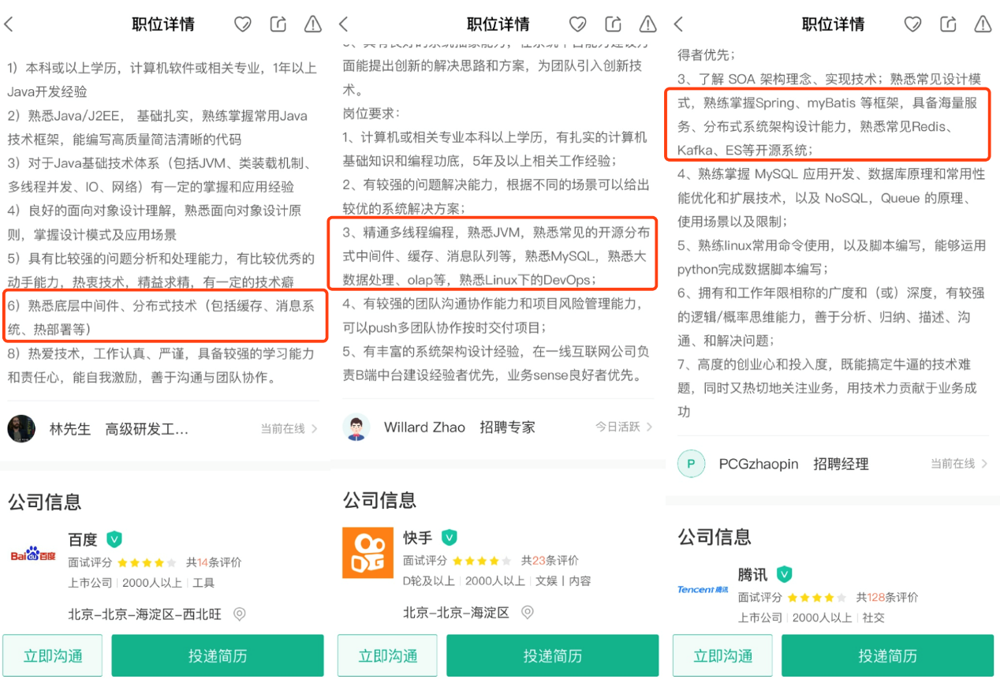 职位详情
1）本科或以上学历，计算机软件或相关专业，1年以上
Java开发经验
2）熟悉Java/J2EE， 基础扎实，熟练掌握常用Java
技术框架，能编写高质量简洁清晰的代码
3）对于Java基础技术体系（包括JVM、类装载机制、
多线程并发、IO、网络）有一定的掌握和应用经验
4）良好的面向对象设计理解，熟悉面向对象设计原
则，掌握设计模式及应用场景
5）具有比较强的问题分析和处理能力，有比较优秀的
动手能力，热衷技术，精益求精，有一定的技术癖
6）熟悉底层中间件、分布式技术（包括缓存、消息系
统、热部署等）
8）热爱技术，工作认真、严谨，具备较强的学习能力
和责任心，能自我激励，善于沟通与团队协作。
林先生 高级研发工...
当前在线
公司信息
Bai du 百度
百度
面试评分 共14条评价
上市公司 2000人以上 工具
北京-北京-海淀区-西北旺
立即沟通 投递简历
职位详情
面能提出创新的解决思路和方案，为团队引入创新技
术。
岗位要求：
1、计算机或相关专业本科以上学历，有扎实的计算机
基础知识和编程功底，5年及以上相关工作经验；
2、有较强的问题解决能力，根据不同的场景可以给出
较优的系统解决方案；
3、精通多线程编程，熟悉JVM，熟悉常见的开源分布
式中间件、缓存、消息队列等，熟悉MySQL，熟悉大
数据处理、olap等，熟悉Linux下的DevOps；
4、有较强的团队沟通协作能力和项目风险管理能力，
可以push多团队协作按时交付项目；
5、有丰富的系统架构设计经验，在一线互联网公司负
责B端中台建设经验者优先，业务sense良好者优先。
Willard Zhao 招聘专家
今日活跃
公司信息
快手
面试评分 共23条评价
D轮及以上 2000人以上 文娱丨内容
北京-北京-海淀区
立即沟通 投递简历
职位详情
得者优先；
3、了解 SOA 架构理念、实现技术；熟悉常见设计模
式，熟练掌握Spring、myBatis 等框架，具备海量服
务、分布式系统架构设计能力，熟悉常见Redis、
Kafka、ES等开源系统；
4、熟练掌握 MySQL 应用开发、数据库原理和常用性
能优化和扩展技术，以及 NoSQL，Queue 的原理、
使用场景以及限制；
5、熟练linux常用命令使用，以及脚本编写，能够运用
python完成数据脚本编写；
6、拥有和工作年限相称的广度和（或）深度，有较强
的逻辑/概率思维能力，善于分析、归纳、描述、沟
通、和解决问题；
7、高度的创业心和投入度，既能搞定牛逼的技术难
题，同时又热切地关注业务，用技术力贡献于业务成
功
P PCGzhaopin 招聘经理
当前在线
公司信息
Tencent 腾讯
腾讯
面试评分 共128条评价
上市公司 2000人以上 社交
立即沟通 投递简历